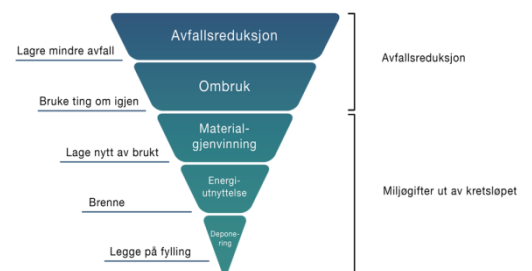 Avfallsreduksjon
Lagre mindre avfall
Avfallsreduksjon
Ombruk
Bruke ting om igjen
Material-
gjenvinning
Lage nytt av brukt
Energi-
utnyttelse
Miljøgifter ut av kretsløpet
Brenne
Depone-
ring
Legge på fylling